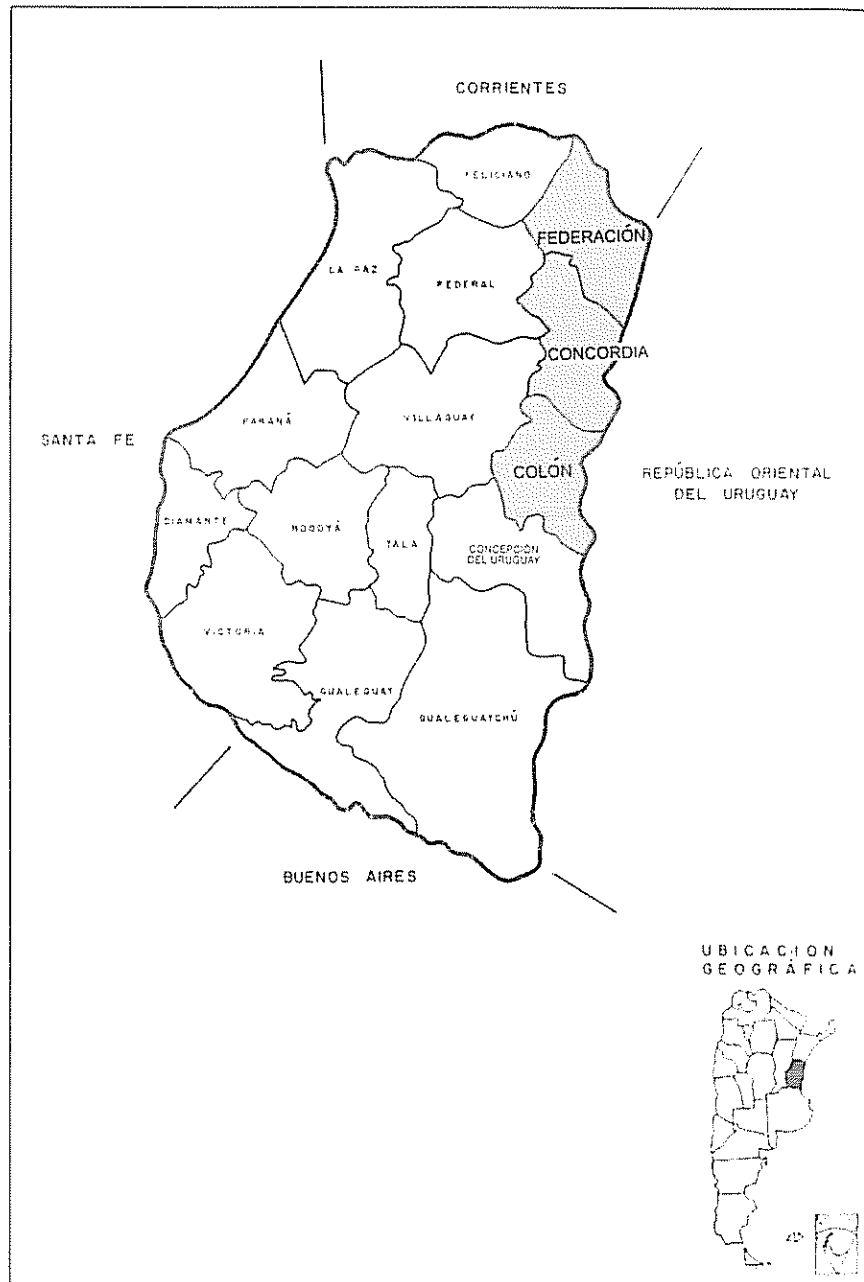 CORRIENTES
FELICIANO
FEDERACIÓN
LA PAZ
FEDERAL
CONCORDIA
PARANÁ
VILLAGUAY
SANTA FE
COLÓN
REPÚBLICA ORIENTAL
DEL URUGUAY
DIAMANTE
NOGOYÁ
TALA
CONCEPCIÓN
DEL URUGUAY
VICTORIA
GUALEGUAY
GUALEGUAYCHÚ
BUENOS AIRES
UBICACION
GEOGRÁFICA